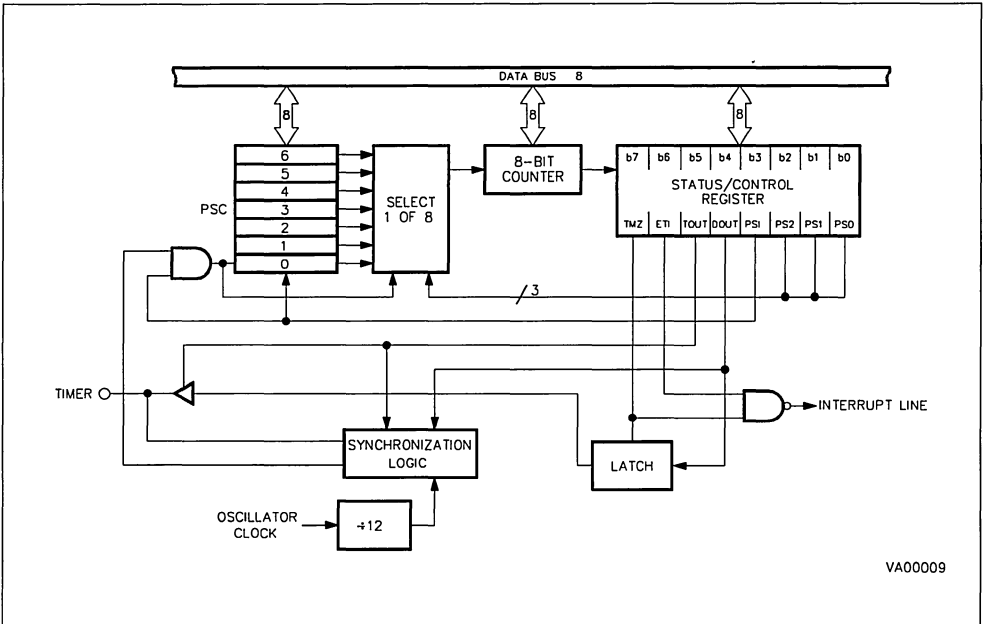 DATA BUS 8
8
8
8
6
5
4
3
2
1
0
PSC
SELECT
1 OF 8
8-BIT
COUNTER
b7 b6 b5 b4 b3 b2 b1 b0
STATUS/CONTROL
REGISTER
TMZ ETI TOUT DOUT PSI PS2 PS1 PS0
3
TIMER
SYNCHRONIZATION
LOGIC
LATCH
INTERRUPT LINE
OSCILLATOR
CLOCK
÷12
VA00009